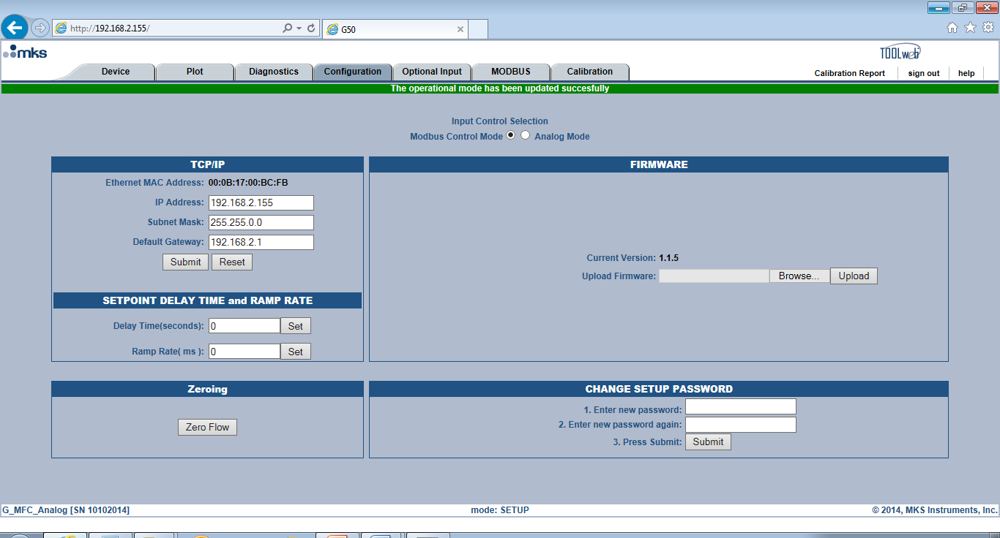 http://192.168.2.155/
G50
mks
TOOLweb
Device
Plot
Diagnostics
Configuration
Optional Input
MODBUS
Calibration
Calibration Report
sign out
help
The operational mode has been updated succesfully
Input Control Selection
Modbus Control Mode
Analog Mode
TCP/IP
Ethernet MAC Address: 00:0B:17:00:BC:FB
IP Address: 192.168.2.155
Subnet Mask: 255.255.0.0
Default Gateway: 192.168.2.1
Submit Reset
SETPOINT DELAY TIME and RAMP RATE
Delay Time(seconds): 0 Set
Ramp Rate( ms ): 0 Set
FIRMWARE
Current Version: 1.1.5
Upload Firmware: Browse... Upload
Zeroing
Zero Flow
CHANGE SETUP PASSWORD
1. Enter new password:
2. Enter new password again:
3. Press Submit: Submit
G_MFC_Analog [SN 10102014]
mode: SETUP
© 2014, MKS Instruments, Inc.